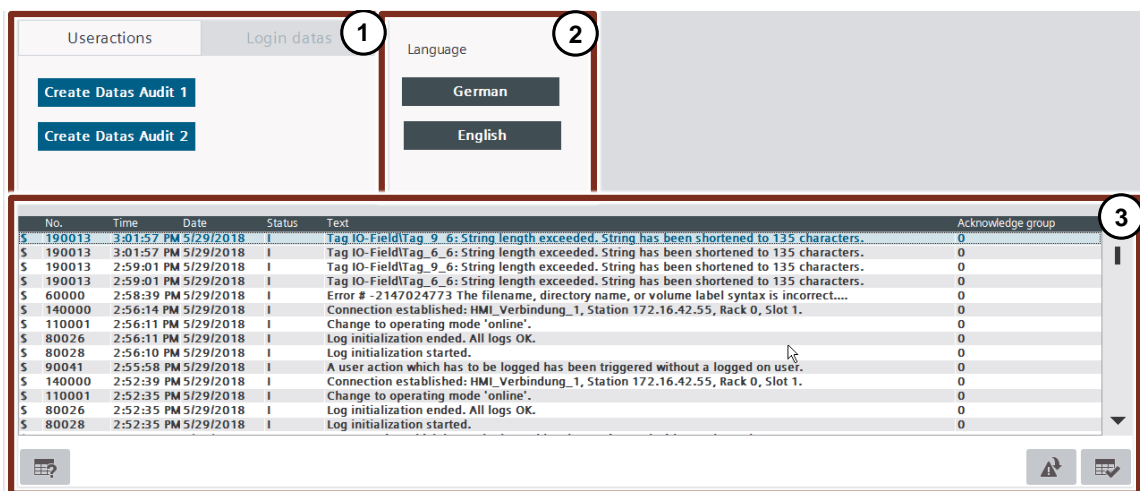 Useractions Login datas 1
Language 2
Create Datas Audit 1
German
Create Datas Audit 2
English
3
No. Time Date Status Text Acknowledge group
$ 190013 3:01:57 PM 5/29/2018 I Tag IO-Field\Tag_9_6: String length exceeded. String has been shortened to 135 characters. 0
$ 190013 3:01:57 PM 5/29/2018 I Tag IO-Field\Tag_6_6: String length exceeded. String has been shortened to 135 characters. 0
$ 190013 2:59:01 PM 5/29/2018 I Tag IO-Field\Tag_9_6: String length exceeded. String has been shortened to 135 characters. 0
$ 190013 2:59:01 PM 5/29/2018 I Tag IO-Field\Tag_6_6: String length exceeded. String has been shortened to 135 characters. 0
$ 60000 2:58:39 PM 5/29/2018 I Error # -2147024773 The filename, directory name, or volume label syntax is incorrect.... 0
$ 140000 2:56:14 PM 5/29/2018 I Connection established: HMI_Verbindung_1, Station 172.16.42.55, Rack 0, Slot 1. 0
$ 110001 2:56:11 PM 5/29/2018 I Change to operating mode 'online'. 0
$ 80026 2:56:11 PM 5/29/2018 I Log initialization ended. All logs OK. 0
$ 80028 2:56:10 PM 5/29/2018 I Log initialization started. 0
$ 90041 2:55:58 PM 5/29/2018 I A user action which has to be logged has been triggered without a logged on user. 0
$ 140000 2:52:39 PM 5/29/2018 I Connection established: HMI_Verbindung_1, Station 172.16.42.55, Rack 0, Slot 1. 0
$ 110001 2:52:35 PM 5/29/2018 I Change to operating mode 'online'. 0
$ 80026 2:52:35 PM 5/29/2018 I Log initialization ended. All logs OK. 0
$ 80028 2:52:35 PM 5/29/2018 I Log initialization started. 0